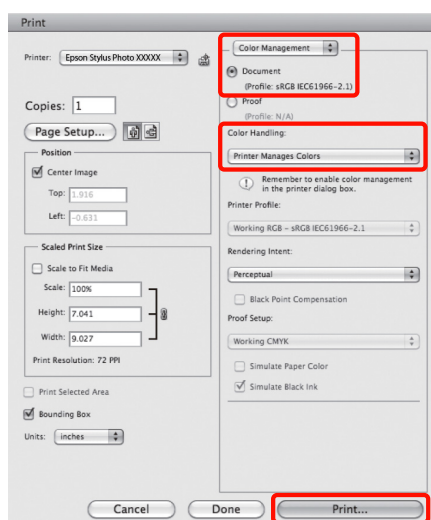 Print
Printer: Epson Stylus Photo XXXXX
Copies: 1
Page Setup...
Position
Center Image
Top: 1.916
Left: -0.631
Scaled Print Size
Scale to Fit Media
Scale: 100%
Height: 7.041
Width: 9.027
Print Resolution: 72 PPI
Print Selected Area
Bounding Box
Units: inches
Color Management
Document
(Profile: sRGB IEC61966-2.1)
Proof
(Profile: N/A)
Color Handling:
Printer Manages Colors
Remember to enable color management
in the printer dialog box.
Printer Profile:
Working RGB - sRGB IEC61966-2.1
Rendering Intent:
Perceptual
Black Point Compensation
Proof Setup:
Working CMYK
Simulate Paper Color
Simulate Black Ink
Cancel
Done
Print...